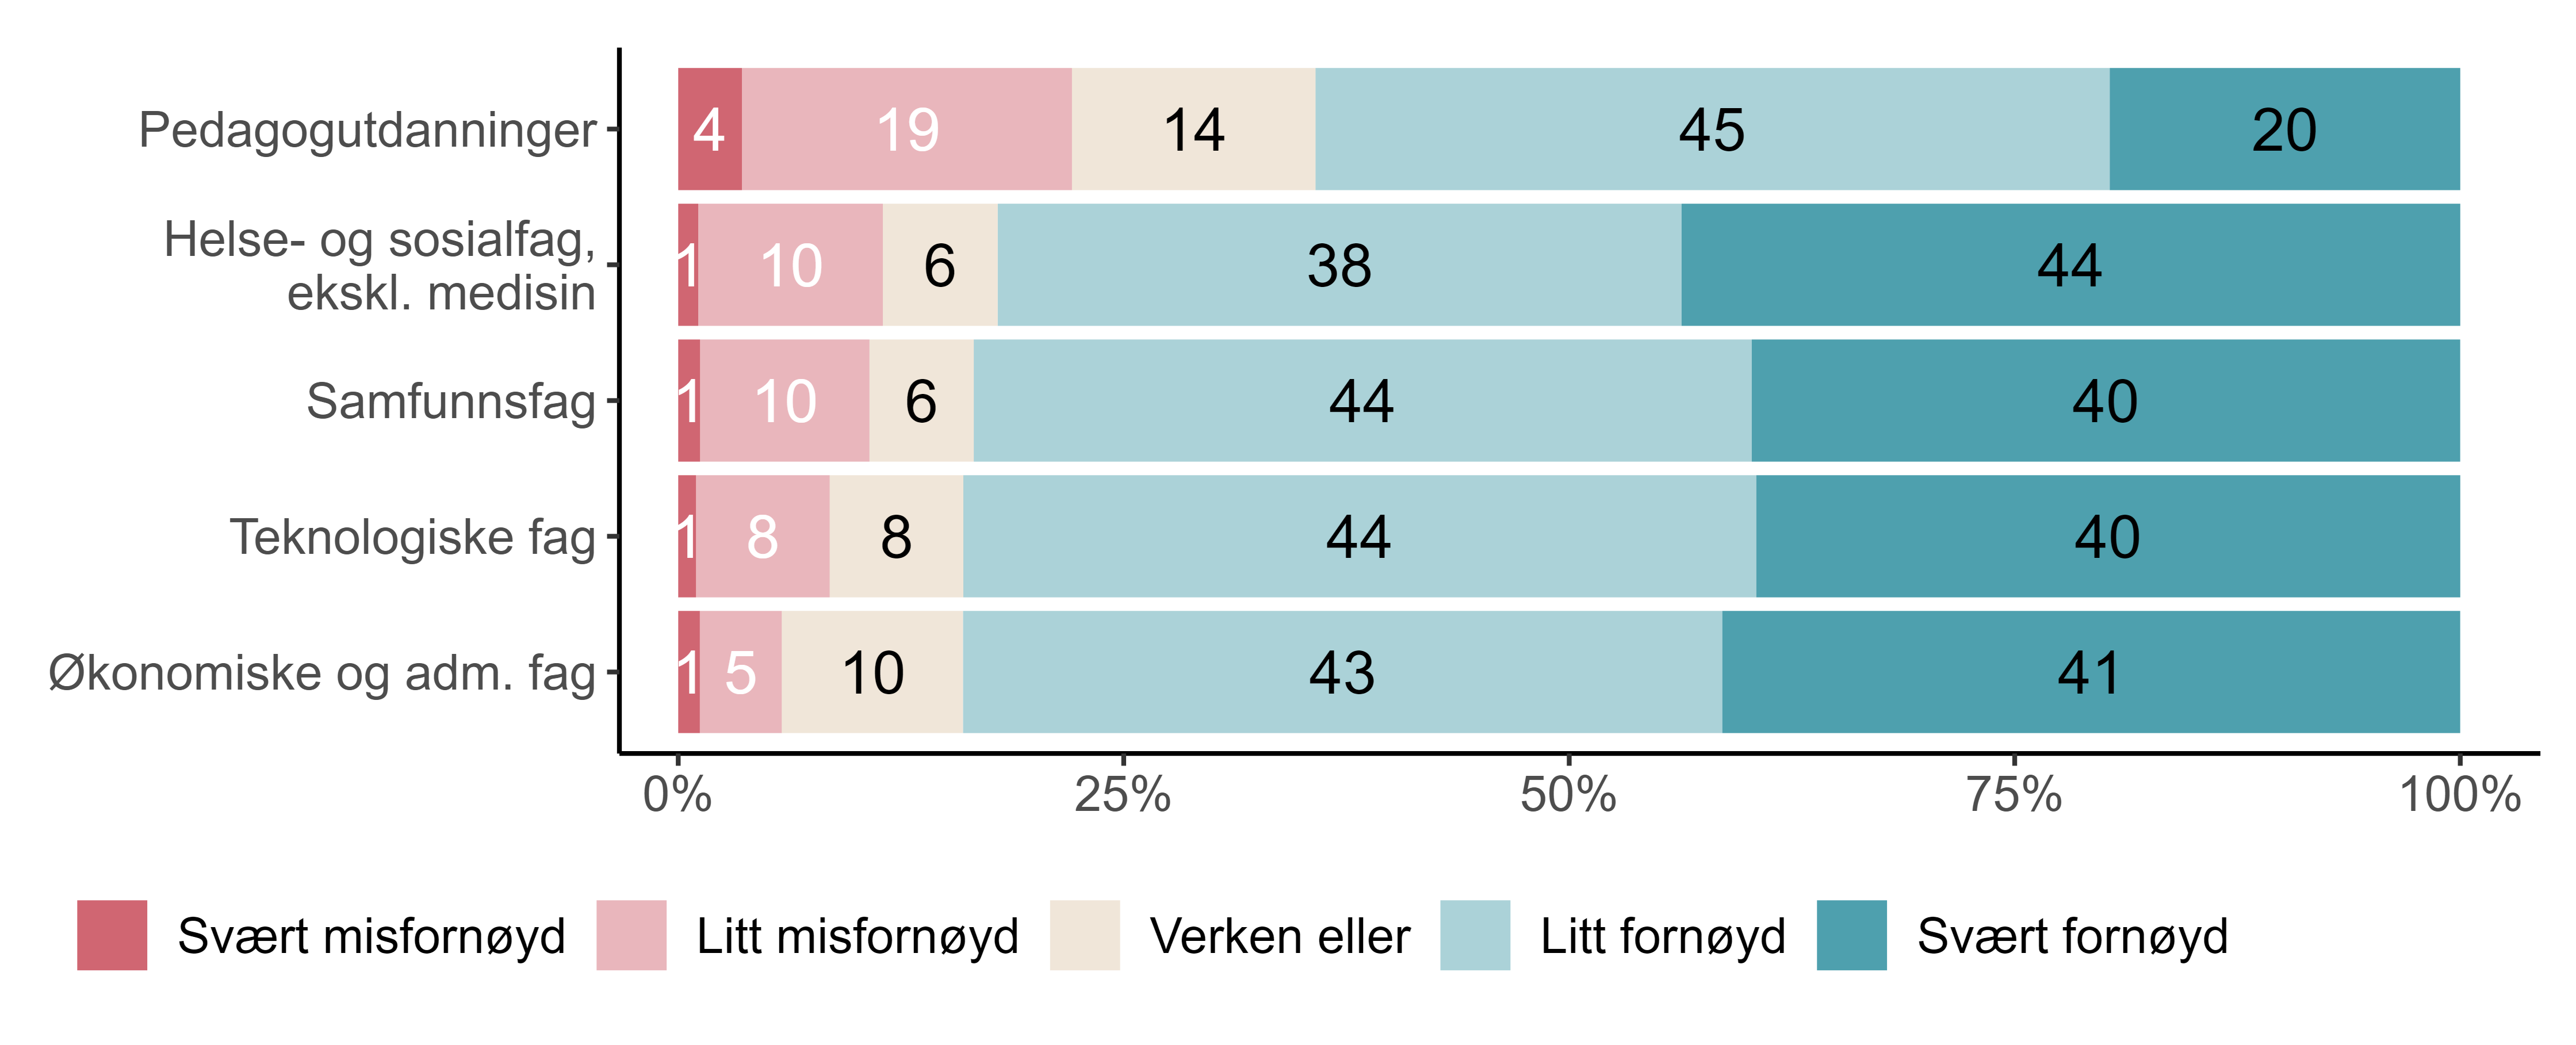 Pedagogutdanninger
4 19 14 45 20
Helse- og sosialfag,
ekskl. medisin
1 10 6 38 44
Samfunnsfag
1 10 6 44 40
Teknologiske fag
1 8 8 44 40
Økonomiske og adm. fag
1 5 10 43 41
0% 25% 50% 75% 100%
Svært misfornøyd Litt misfornøyd Verken eller Litt fornøyd Svært fornøyd